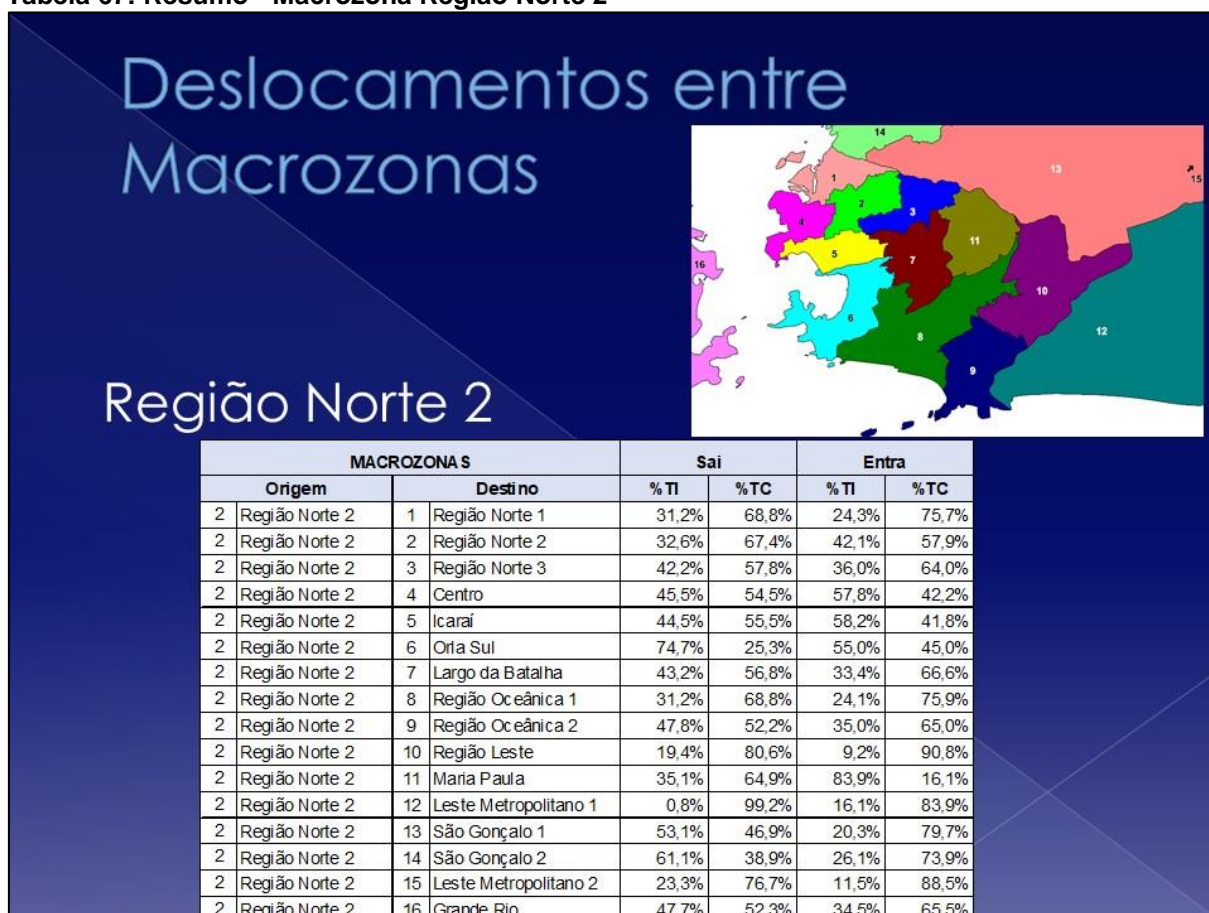 Tabela 67: Resumo - Macrozona Região Norte 2
Deslocamentos entre
Macrozonas
14
13
15
1
2
3
4
11
5
16
7
10
6
12
8
9
Região Norte 2
MACROZONAS Sai Entra
Origem Destino %TI %TC %TI %TC
2 Região Norte 2 1 Região Norte 1 31,2% 68,8% 24,3% 75,7%
2 Região Norte 2 2 Região Norte 2 32,6% 67,4% 42,1% 57,9%
2 Região Norte 2 3 Região Norte 3 42,2% 57,8% 36,0% 64,0%
2 Região Norte 2 4 Centro 45,5% 54,5% 57,8% 42,2%
2 Região Norte 2 5 Icaraí 44,5% 55,5% 58,2% 41,8%
2 Região Norte 2 6 Orla Sul 74,7% 25,3% 55,0% 45,0%
2 Região Norte 2 7 Largo da Batalha 43,2% 56,8% 33,4% 66,6%
2 Região Norte 2 8 Região Oceânica 1 31,2% 68,8% 24,1% 75,9%
2 Região Norte 2 9 Região Oceânica 2 47,8% 52,2% 35,0% 65,0%
2 Região Norte 2 10 Região Leste 19,4% 80,6% 9,2% 90,8%
2 Região Norte 2 11 Maria Paula 35,1% 64,9% 83,9% 16,1%
2 Região Norte 2 12 Leste Metropolitano 1 0,8% 99,2% 16,1% 83,9%
2 Região Norte 2 13 São Gonçalo 1 53,1% 46,9% 20,3% 79,7%
2 Região Norte 2 14 São Gonçalo 2 61,1% 38,9% 26,1% 73,9%
2 Região Norte 2 15 Leste Metropolitano 2 23,3% 76,7% 11,5% 88,5%
2 Região Norte 2 16 Grande Rio 47,7% 52,3% 34,5% 65,5%